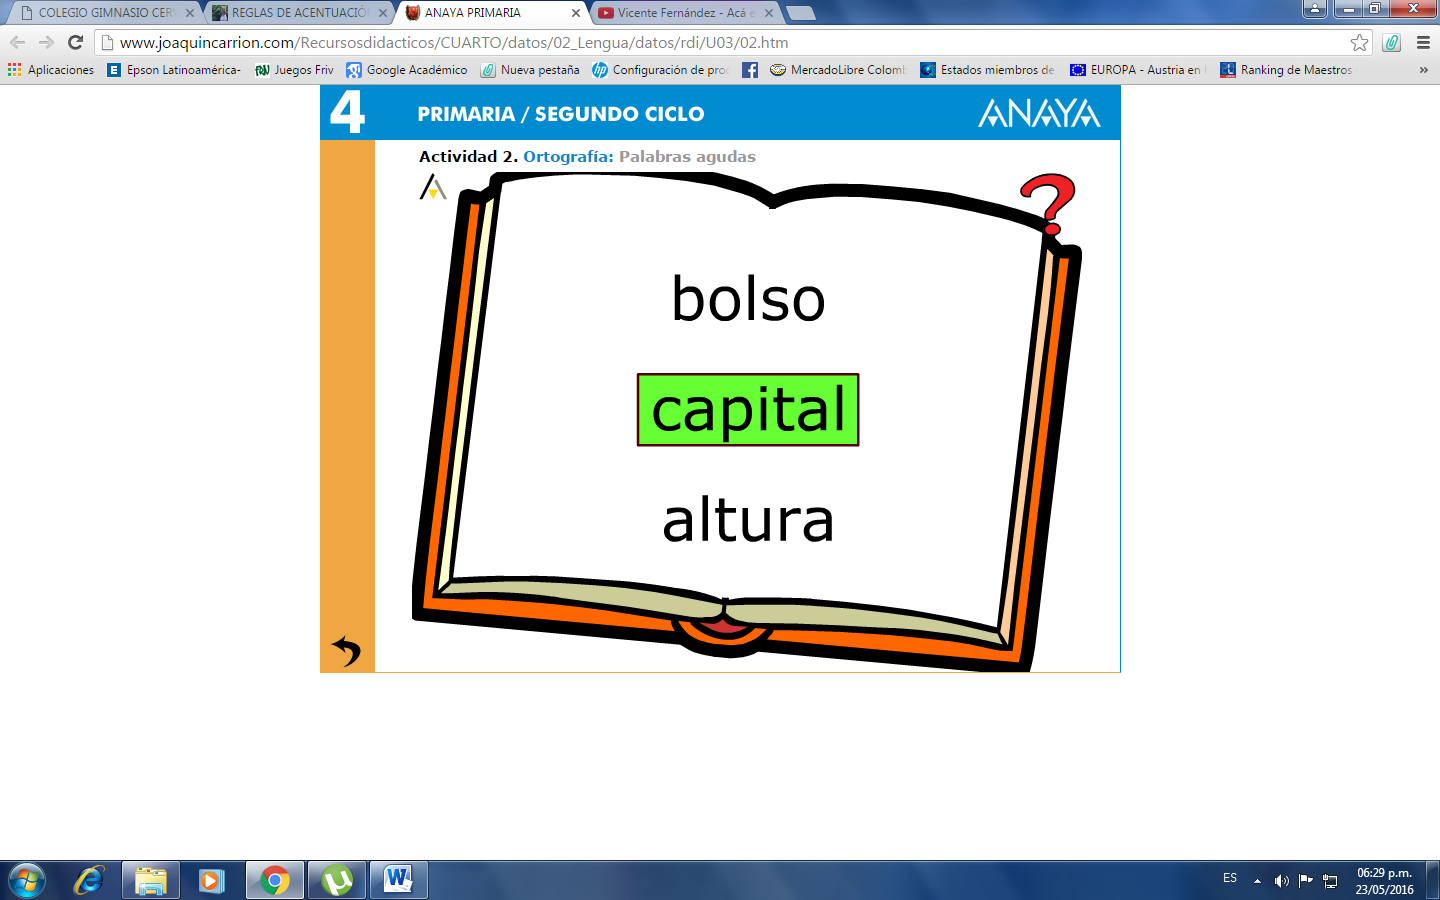 COLEGIO GIMNASIO CER
REGLAS DE ACENTUACIÓ
ANAYA PRIMARIA
Vicente Fernández - Acá e
www.joaquincarrion.com/Recursosdidacticos/CUARTO/datos/02_Lengua/datos/rdi/U03/02.htm
Aplicaciones
Epson Latinoamérica-
Juegos Friv
Google Académico
Nueva pestaña
Configuración de pro
MercadoLibre Colomb
Estados miembros de
EUROPA - Austria en
Ranking de Maestros
»
4
PRIMARIA / SEGUNDO CICLO
ANAYA
Actividad 2. Ortografía: Palabras agudas
?
bolso
capital
altura
ES
06:29 p.m.
23/05/2016